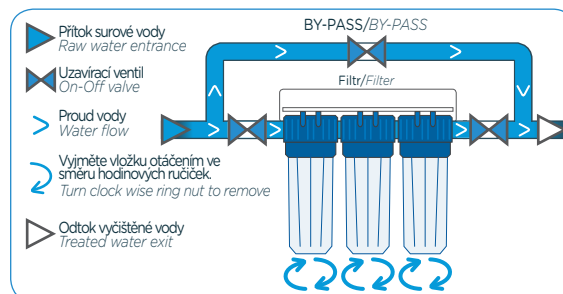 Přítok surové vody
Raw water entrance
Uzavírací ventil
On-Off valve
Proud vody
Water flow
Vyjměte vložku otáčením ve
směru hodinových ručiček.
Turn clock wise ring nut to remove
Odtok vyčištěné vody
Treated water exit
BY-PASS/BY-PASS
Filtr/Filter